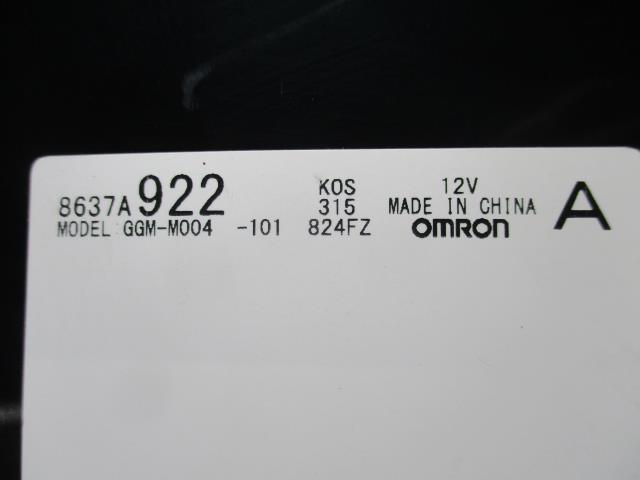 8637A922 KOS 12V
315 MADE IN CHINA A
MODEL:GGM-M004 -101 824FZ OMRON